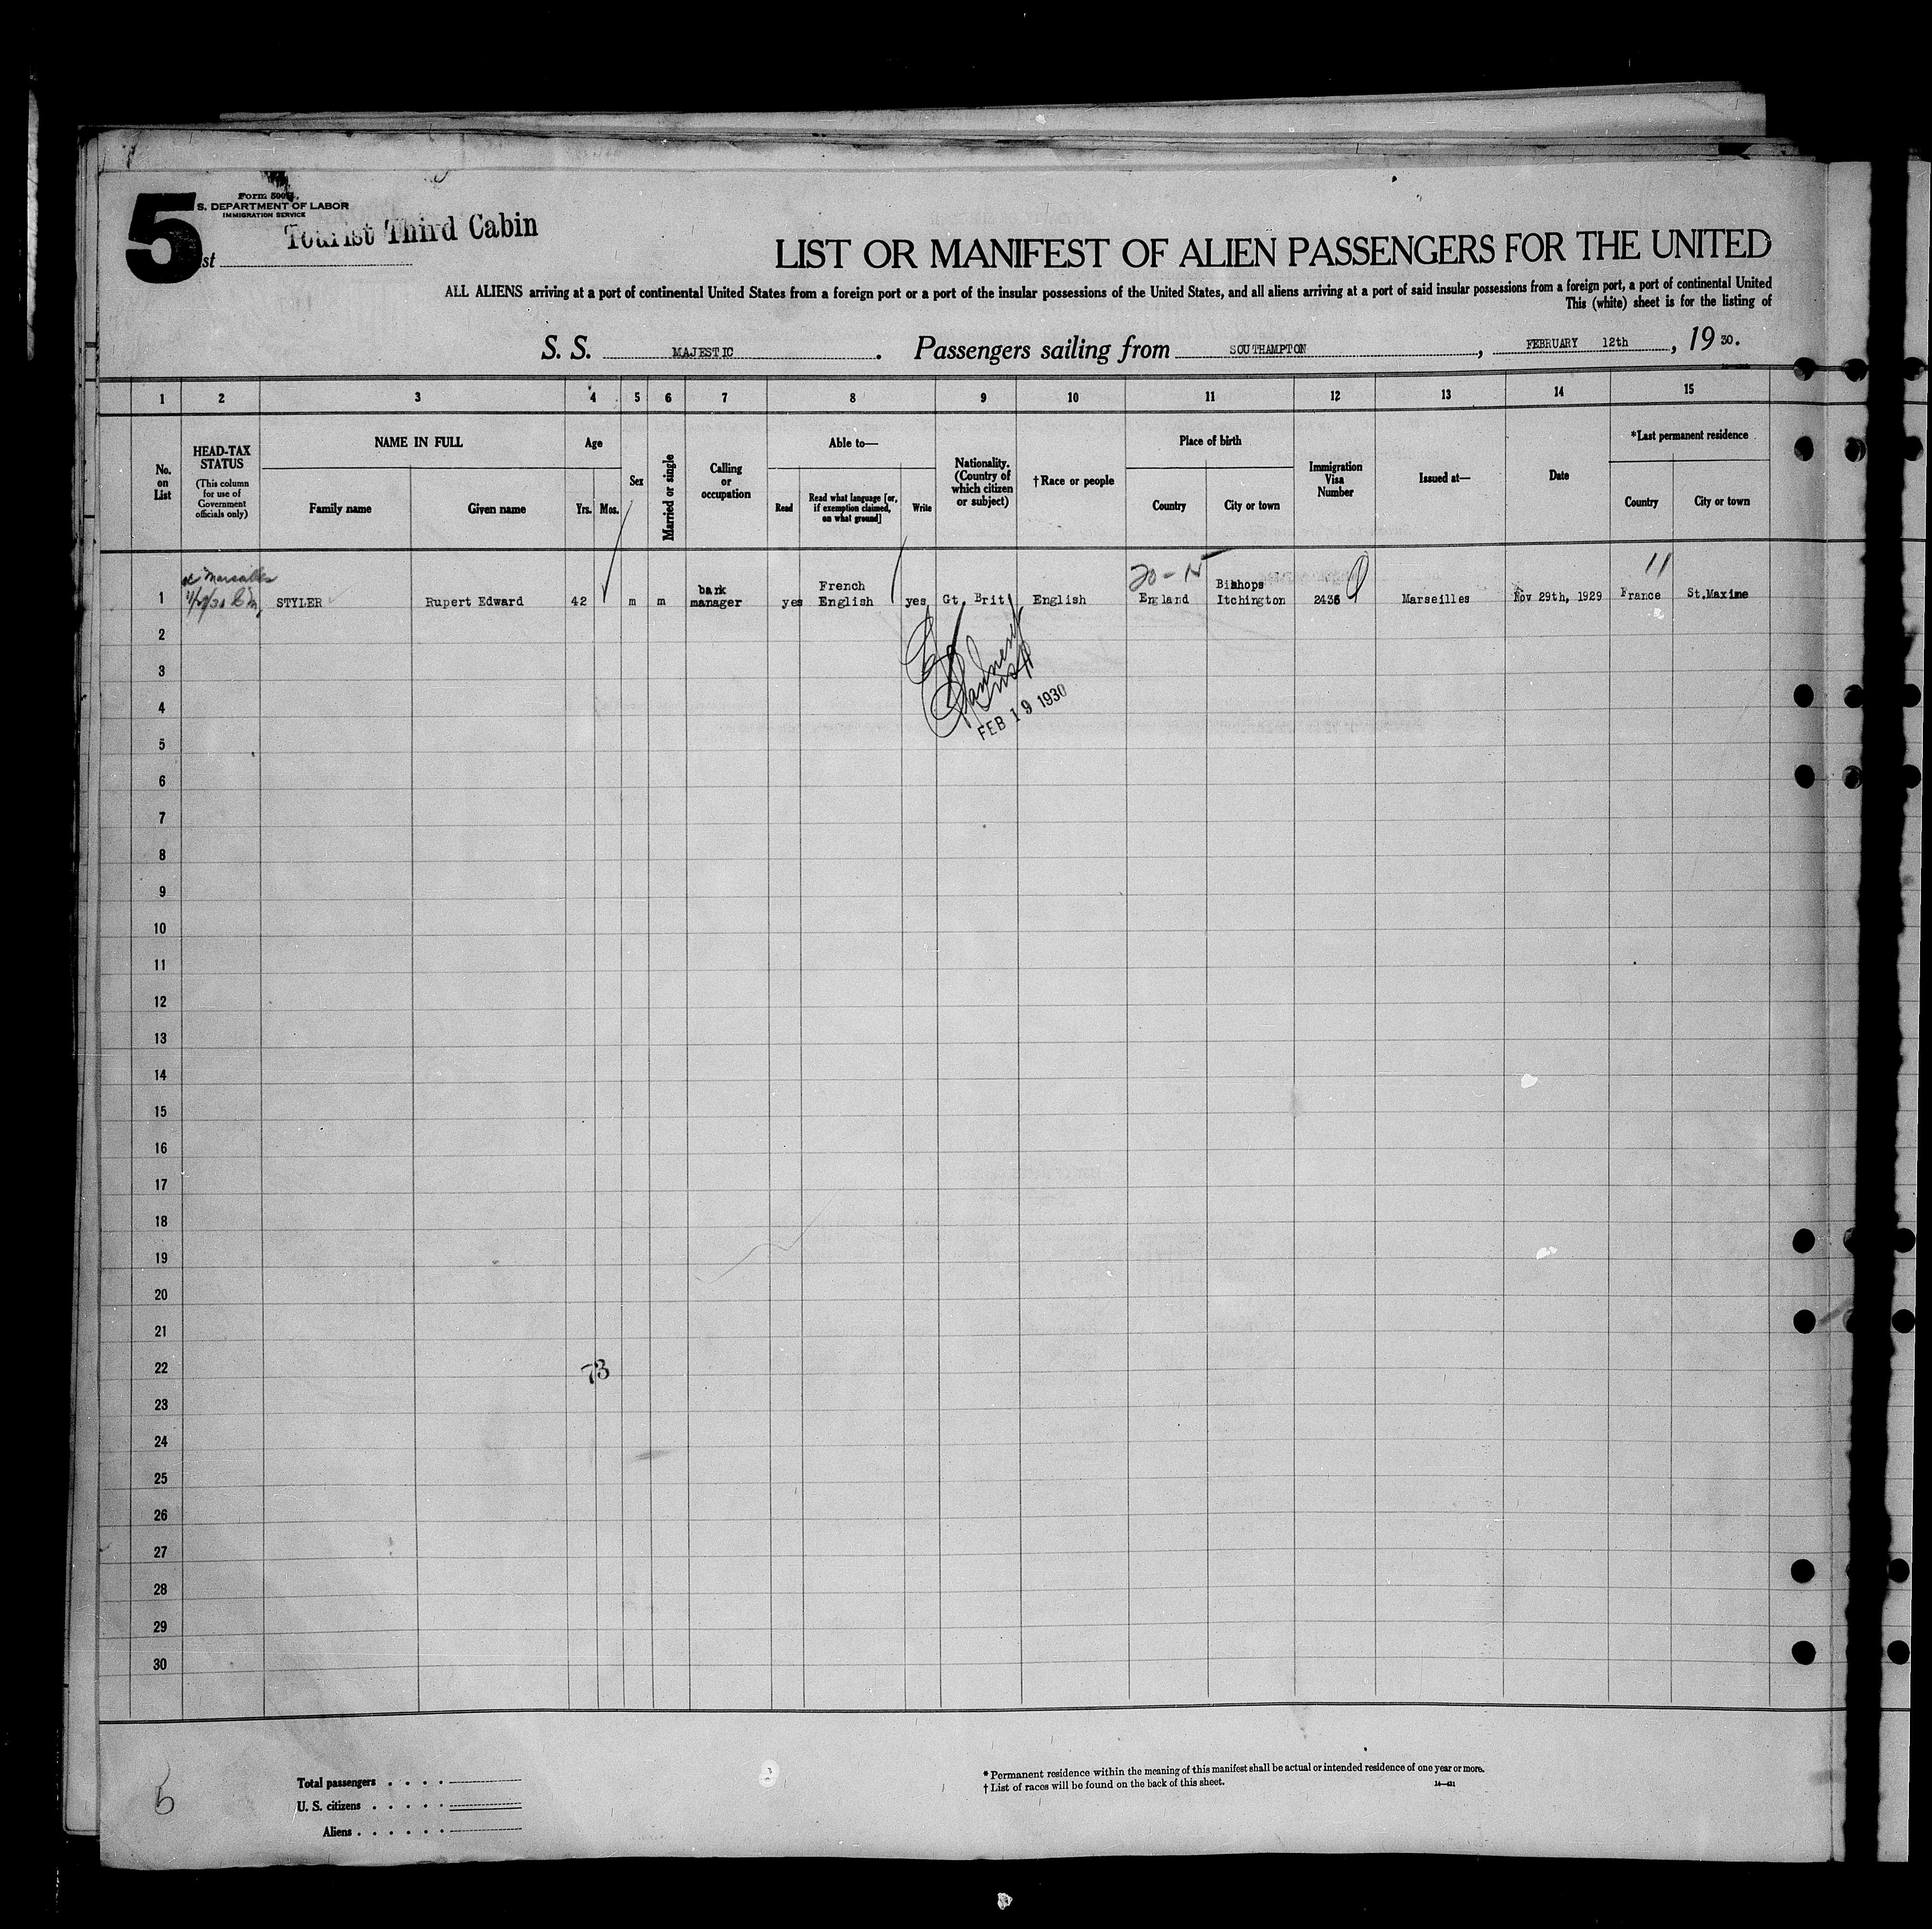 5
Form 500
S. DEPARTMENT OF LABOR
IMMIGRATION SERVICE
Tourist Third Cabin
st
LIST OR MANIFEST OF ALIEN PASSENGERS FOR THE UNITED
ALL ALIENS arriving at a port of continental United States from a foreign port or a port of the insular possessions of the United States, and all aliens arriving at a port of said insular possessions from a foreign port, a port of continental United
This (white) sheet is for the listing of
S. S. MAJESTIC. Passengers sailing from SOUTHAMPTON, FEBRUARY 12th, 19 30.
1 2 3 4 5 6 7 8 9 10 11 12 13 14 15
No. on List
HEAD-TAX STATUS
(This column for use of Government officials only)
NAME IN FULL
Family name Given name
Age
Yrs. Mos.
Sex
Married or single
Calling or occupation
Able to—
Read
Read what language [or, if exemption claimed, on what ground]
Write
Nationality. (Country of which citizen or subject)
†Race or people
Place of birth
Country City or town
Immigration Visa Number
Issued at—
Date
*Last permanent residence
Country City or town
Marseilles 20 - 11
1 STYLER Rupert Edward 42 m m bank manager yes French English yes Gt. Brit English England Bishops Itchington 2436 Marseilles Nov 29th, 1929 France St.Maxime
2
3
4
FEB 19 1930
5
6
7
8
9
10
11
12
13
14
15
16
17
18
19
20
21
22 73
23
24
25
26
27
28
29
30
Total passengers
U. S. citizens
Aliens
5
* Permanent residence within the meaning of this manifest shall be actual or intended residence of one year or more.
† List of races will be found on the back of this sheet.
14—421